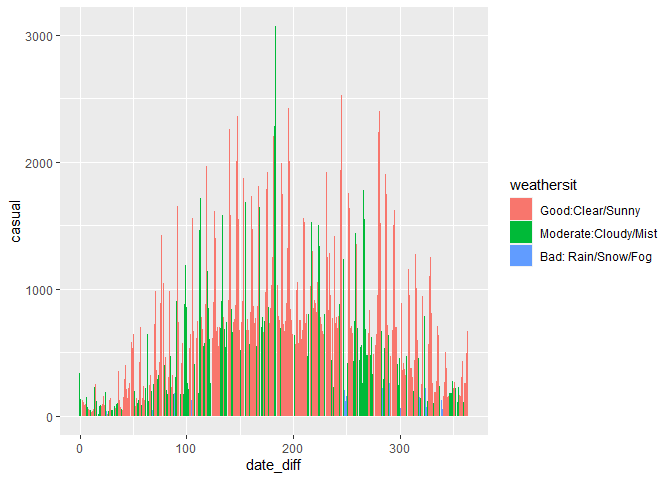 3000
2000
1000
0
casual
0
100
200
300
date_diff
weathersit
Good:Clear/Sunny
Moderate:Cloudy/Mist
Bad: Rain/Snow/Fog